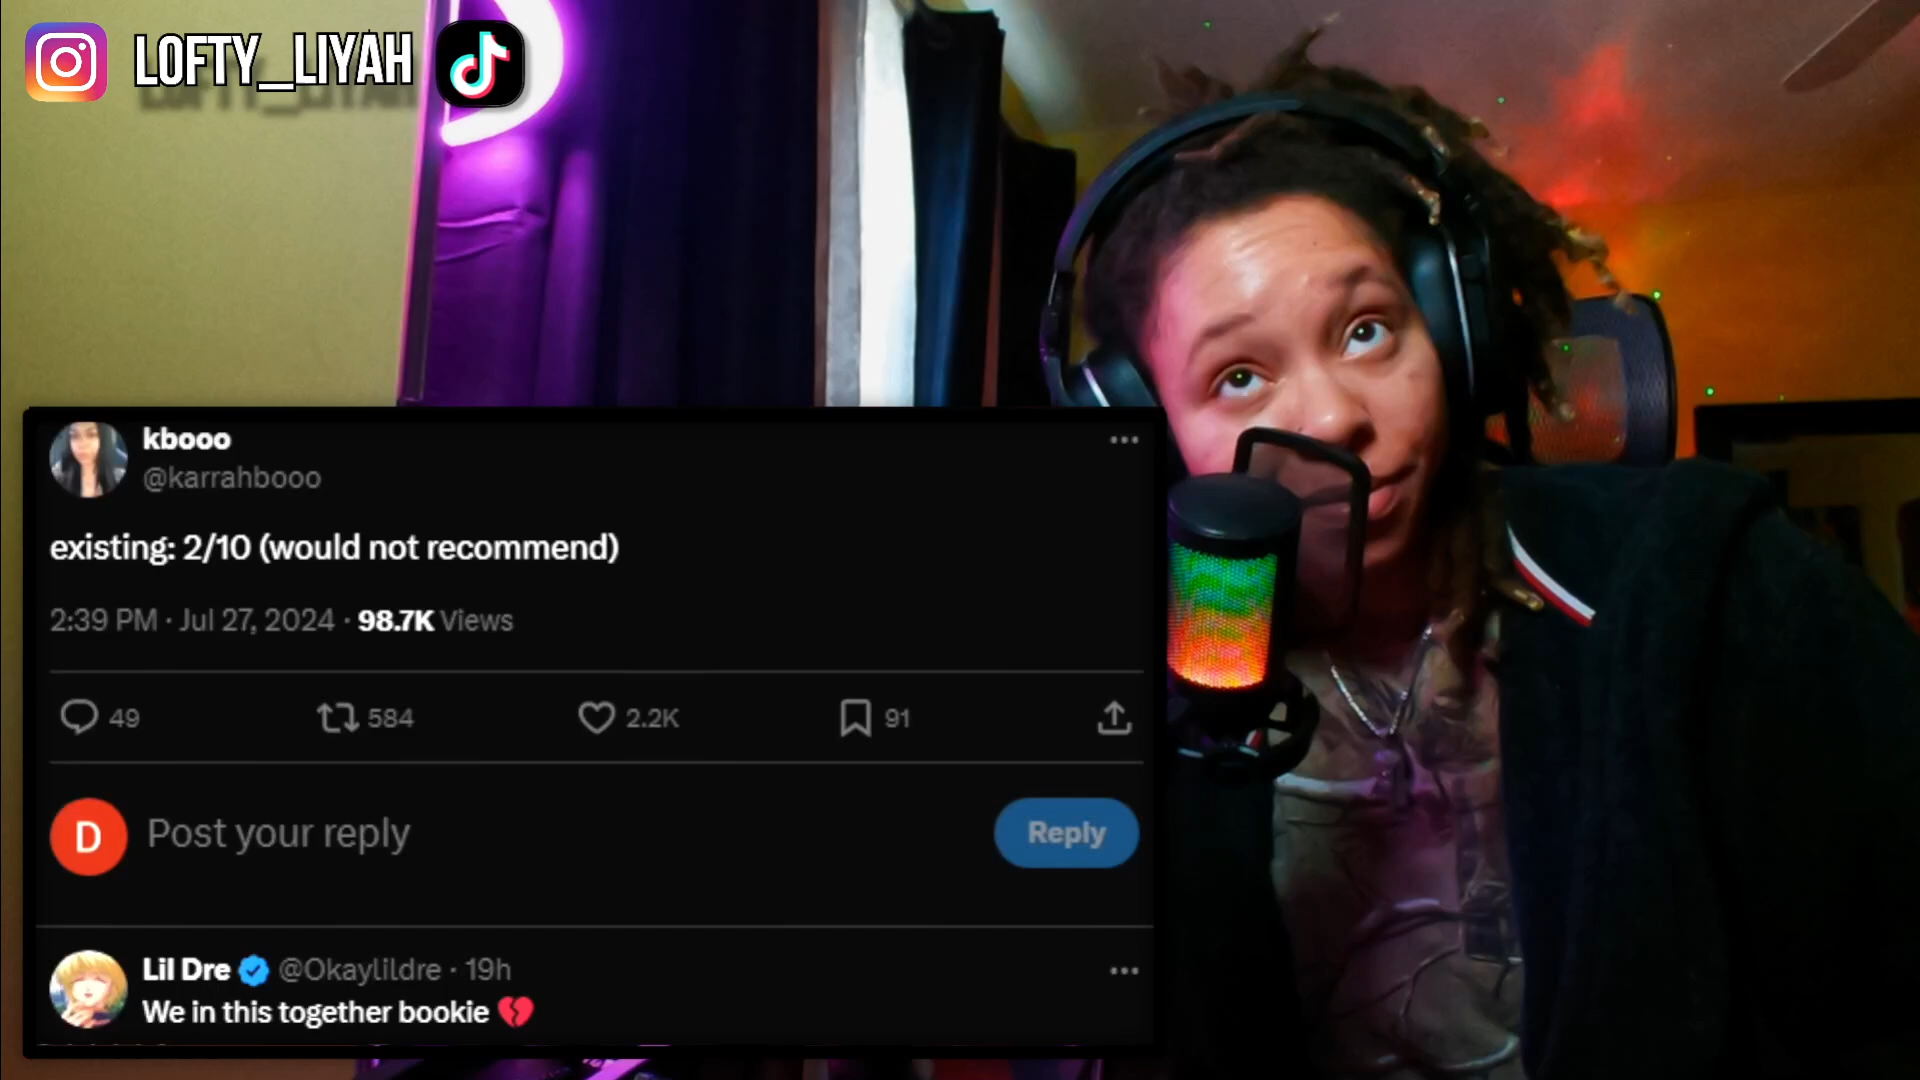 LOFTY_LIYAH
kbooo
@karrahbooo
existing: 2/10 (would not recommend)
2:39 PM · Jul 27, 2024 · 98.7K Views
49 584 2.2K 91
D Post your reply Reply
Lil Dre @Okaylildre · 19h
We in this together bookie 💔